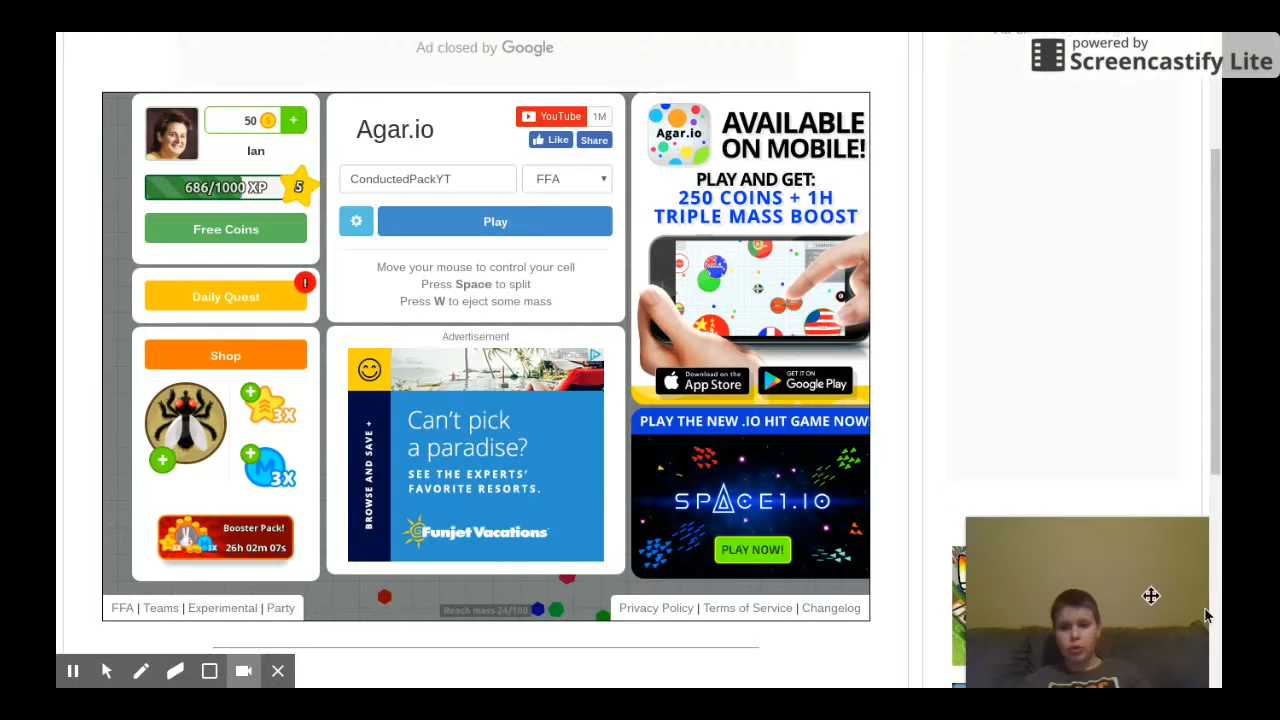 Ad closed by Google
powered by
Screencastify Lite
50
+
Ian
686/1000 XP
5
Free Coins
Daily Quest
!
Shop
3X
M
3X
Booster Pack!
26h 02m 07s
Agar.io
YouTube 1M
Like Share
ConductedPackYT
FFA
Play
Move your mouse to control your cell
Press Space to split
Press W to eject some mass
Advertisement
BROWSE AND SAVE +
Can't pick
a paradise?
SEE THE EXPERTS'
FAVORITE RESORTS.
Funjet Vacations
Agar.io
AVAILABLE
ON MOBILE!
PLAY AND GET:
250 COINS + 1H
TRIPLE MASS BOOST
Download on the
App Store
GET IT ON
Google Play
PLAY THE NEW .IO HIT GAME NOW
SPACE1.IO
PLAY NOW!
FFA | Teams | Experimental | Party
Reach mass 24/100
Privacy Policy | Terms of Service | Changelog